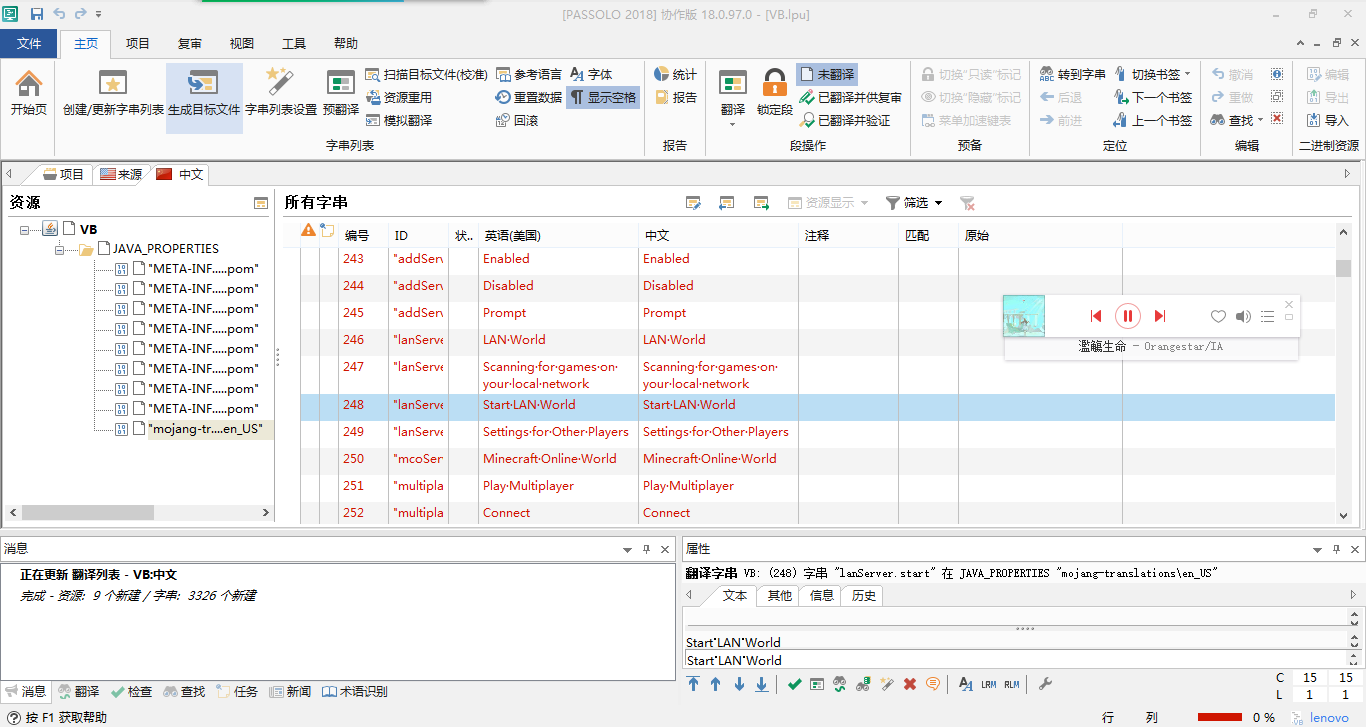 [PASSOLO 2018] 协作版 18.0.97.0 - [VB.lpu]
文件 主页 项目 复审 视图 工具 帮助
开始页
创建/更新字串列表
生成目标文件
字串列表设置
预翻译
扫描目标文件(校准)
资源重用
模拟翻译
参考语言
重置数据
回滚
字体
显示空格
字串列表
统计
报告
报告
翻译
锁定段
未翻译
已翻译并供复审
已翻译并验证
段操作
切换"只读"标记
切换"隐藏"标记
菜单加速键表
预备
转到字串
后退
前进
切换书签
下一个书签
上一个书签
定位
撤消
重做
查找
编辑
编辑
导出
导入
二进制资源
项目 来源 中文
资源
VB
JAVA_PROPERTIES
"META-INF.....pom"
"META-INF.....pom"
"META-INF.....pom"
"META-INF.....pom"
"META-INF.....pom"
"META-INF.....pom"
"META-INF.....pom"
"META-INF.....pom"
"mojang-tr....en_US"
所有字串
资源显示 筛选
编号 ID 状.. 英语(美国) 中文 注释 匹配 原始
243 "addServ Enabled Enabled
244 "addServ Disabled Disabled
245 "addServ Prompt Prompt
246 "lanServe LAN·World LAN·World
247 "lanServe Scanning·for·games·on· Scanning·for·games·on·
your·local·network your·local·network
248 "lanServe Start·LAN·World Start·LAN·World
249 "lanServe Settings·for·Other·Players Settings·for·Other·Players
250 "mcoServ Minecraft·Online·World Minecraft·Online·World
251 "multipla Play·Multiplayer Play·Multiplayer
252 "multipla Connect Connect
濫觴生命 - Orangestar/IA
消息
正在更新 翻译列表 - VB:中文
完成 - 资源: 9 个新建 / 字串: 3326 个新建
消息 翻译 检查 查找 任务 新闻 术语识别
属性
翻译字串 VB: (248) 字串 "lanServer.start" 在 JAVA_PROPERTIES "mojang-translations\en_US"
文本 其他 信息 历史
Start·LAN·World
Start·LAN·World
LRM RLM
C 15 15
L 1 1
按 F1 获取帮助
行 列 0 % lenovo